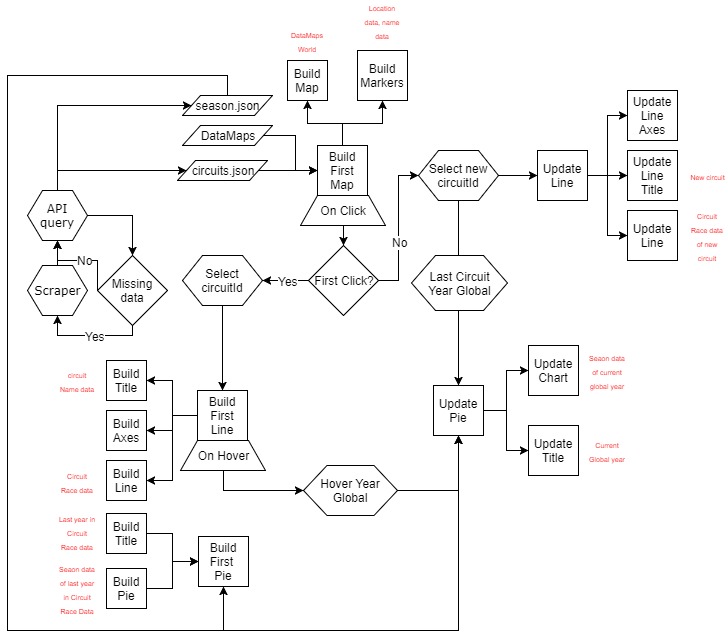 DataMaps
World
Location
data, name
data
Build
Map
Build
Markers
season.json
DataMaps
circuits.json
Build
First
Map
On Click
Select new
circuitId
Update
Line
Update
Line
Axes
Update
Line
Title
New circuit
Update
Line
Circuit
Race data
of new
circuit
API
query
No
Scraper
Missing
data
Yes
Select
circuitId
Yes
First Click?
No
Last Circuit
Year Global
circuit
Name data
Build
Title
Build
Axes
Build
Line
Circuit
Race data
Build
First
Line
On Hover
Update
Pie
Update
Chart
Seaon data
of current
global year
Update
Title
Current
Global year
Hover Year
Global
Last year in
Circuit
Race data
Build
Title
Seaon data
of last year
in Circuit
Race Data
Build
Pie
Build
First
Pie